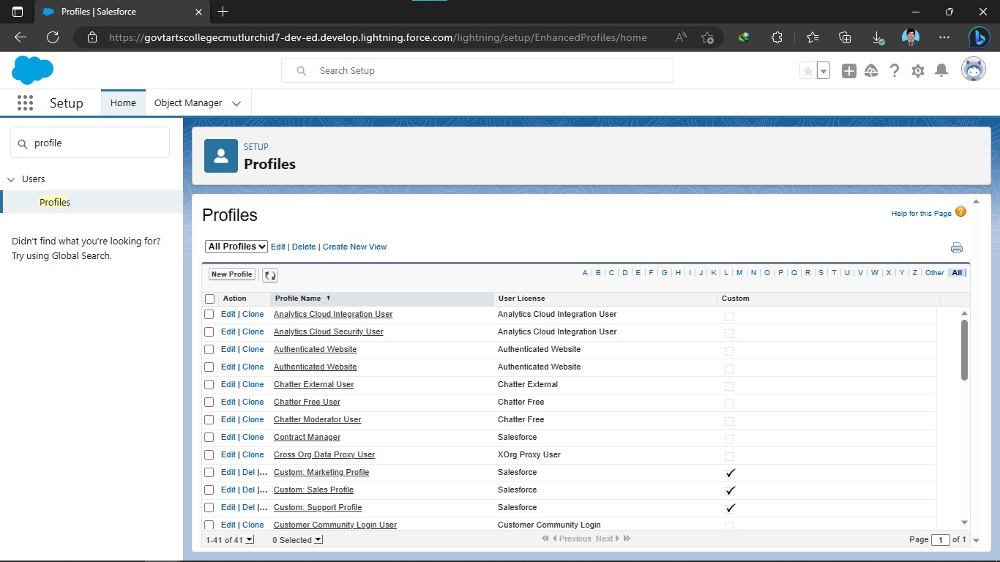 Profiles | Salesforce
https://govtartscollegecmutlurchid7-dev-ed.develop.lightning.force.com/lightning/setup/EnhancedProfiles/home
Search Setup
Setup
Home
Object Manager
profile
Users
Profiles
Didn't find what you're looking for?
Try using Global Search.
SETUP
Profiles
Profiles
Help for this Page ?
All Profiles Edit | Delete | Create New View
New Profile
A | B | C | D | E | F | G | H | I | J | K | L | M | N | O | P | Q | R | S | T | U | V | W | X | Y | Z | Other | All
Action Profile Name ↑ User License Custom
Edit | Clone Analytics Cloud Integration User Analytics Cloud Integration User
Edit | Clone Analytics Cloud Security User Analytics Cloud Integration User
Edit | Clone Authenticated Website Authenticated Website
Edit | Clone Authenticated Website Authenticated Website
Edit | Clone Chatter External User Chatter External
Edit | Clone Chatter Free User Chatter Free
Edit | Clone Chatter Moderator User Chatter Free
Edit | Clone Contract Manager Salesforce
Edit | Clone Cross Org Data Proxy User XOrg Proxy User
Edit | Del |... Custom: Marketing Profile Salesforce ✓
Edit | Del |... Custom: Sales Profile Salesforce ✓
Edit | Del |... Custom: Support Profile Salesforce ✓
Edit | Clone Customer Community Login User Customer Community Login
1-41 of 41 0 Selected Previous Next Page 1 of 1